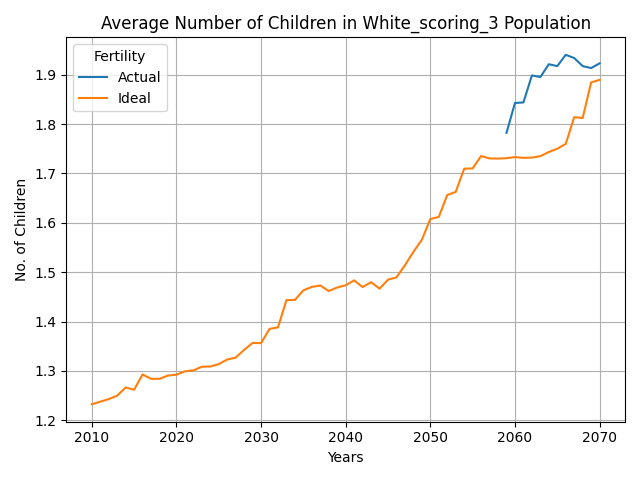 Average Number of Children in White_scoring_3 Population
Fertility
Actual
Ideal
No. of Children
1.9
1.8
1.7
1.6
1.5
1.4
1.3
1.2
2010 2020 2030 2040 2050 2060 2070
Years